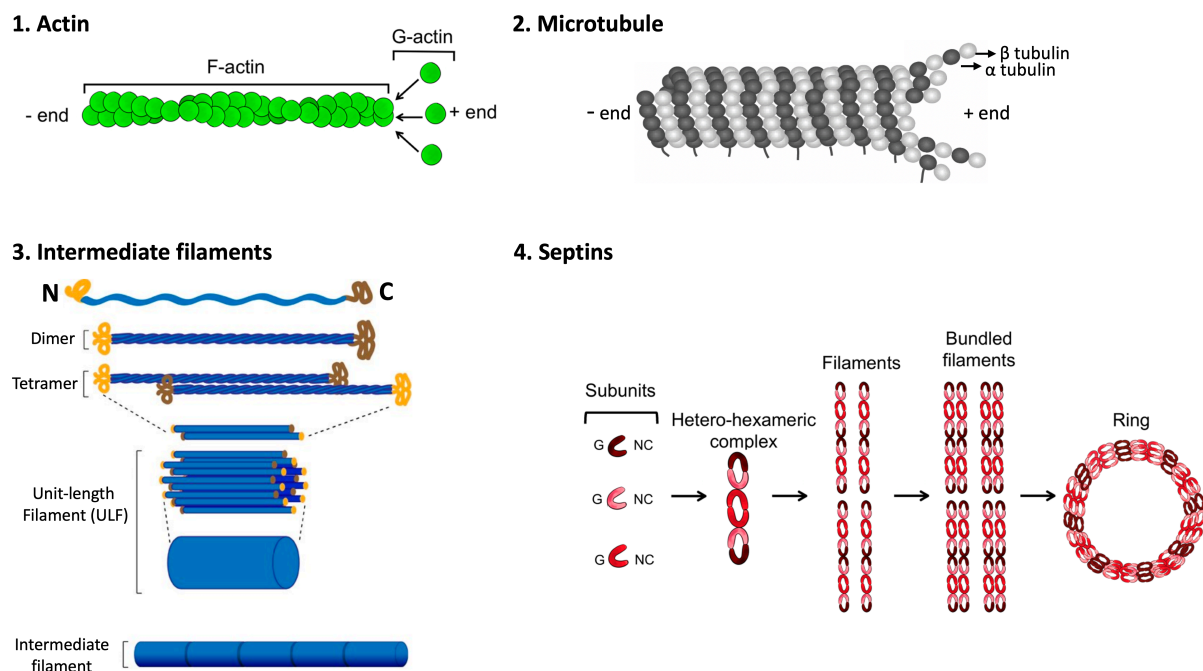 1. Actin
G-actin
F-actin
- end
+ end
2. Microtubule
β tubulin
α tubulin
- end
+ end
3. Intermediate filaments
N
C
Dimer
Tetramer
Unit-length
Filament (ULF)
Intermediate
filament
4. Septins
Subunits
G
NC
G
NC
G
NC
Hetero-hexameric
complex
Filaments
Bundled
filaments
Ring